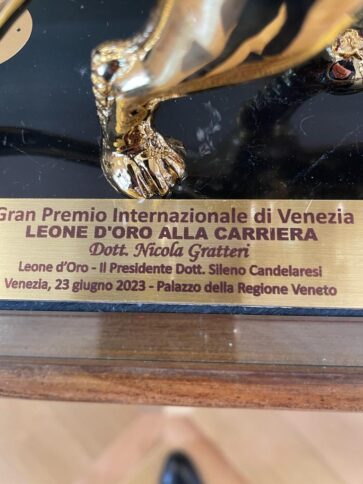 Gran Premio Internazionale di Venezia
LEONE D'ORO ALLA CARRIERA
Dott. Nicola Gratteri
Leone d'Oro - Il Presidente Dott. Sileno Candelaresi
Venezia, 23 giugno 2023 - Palazzo della Regione Veneto